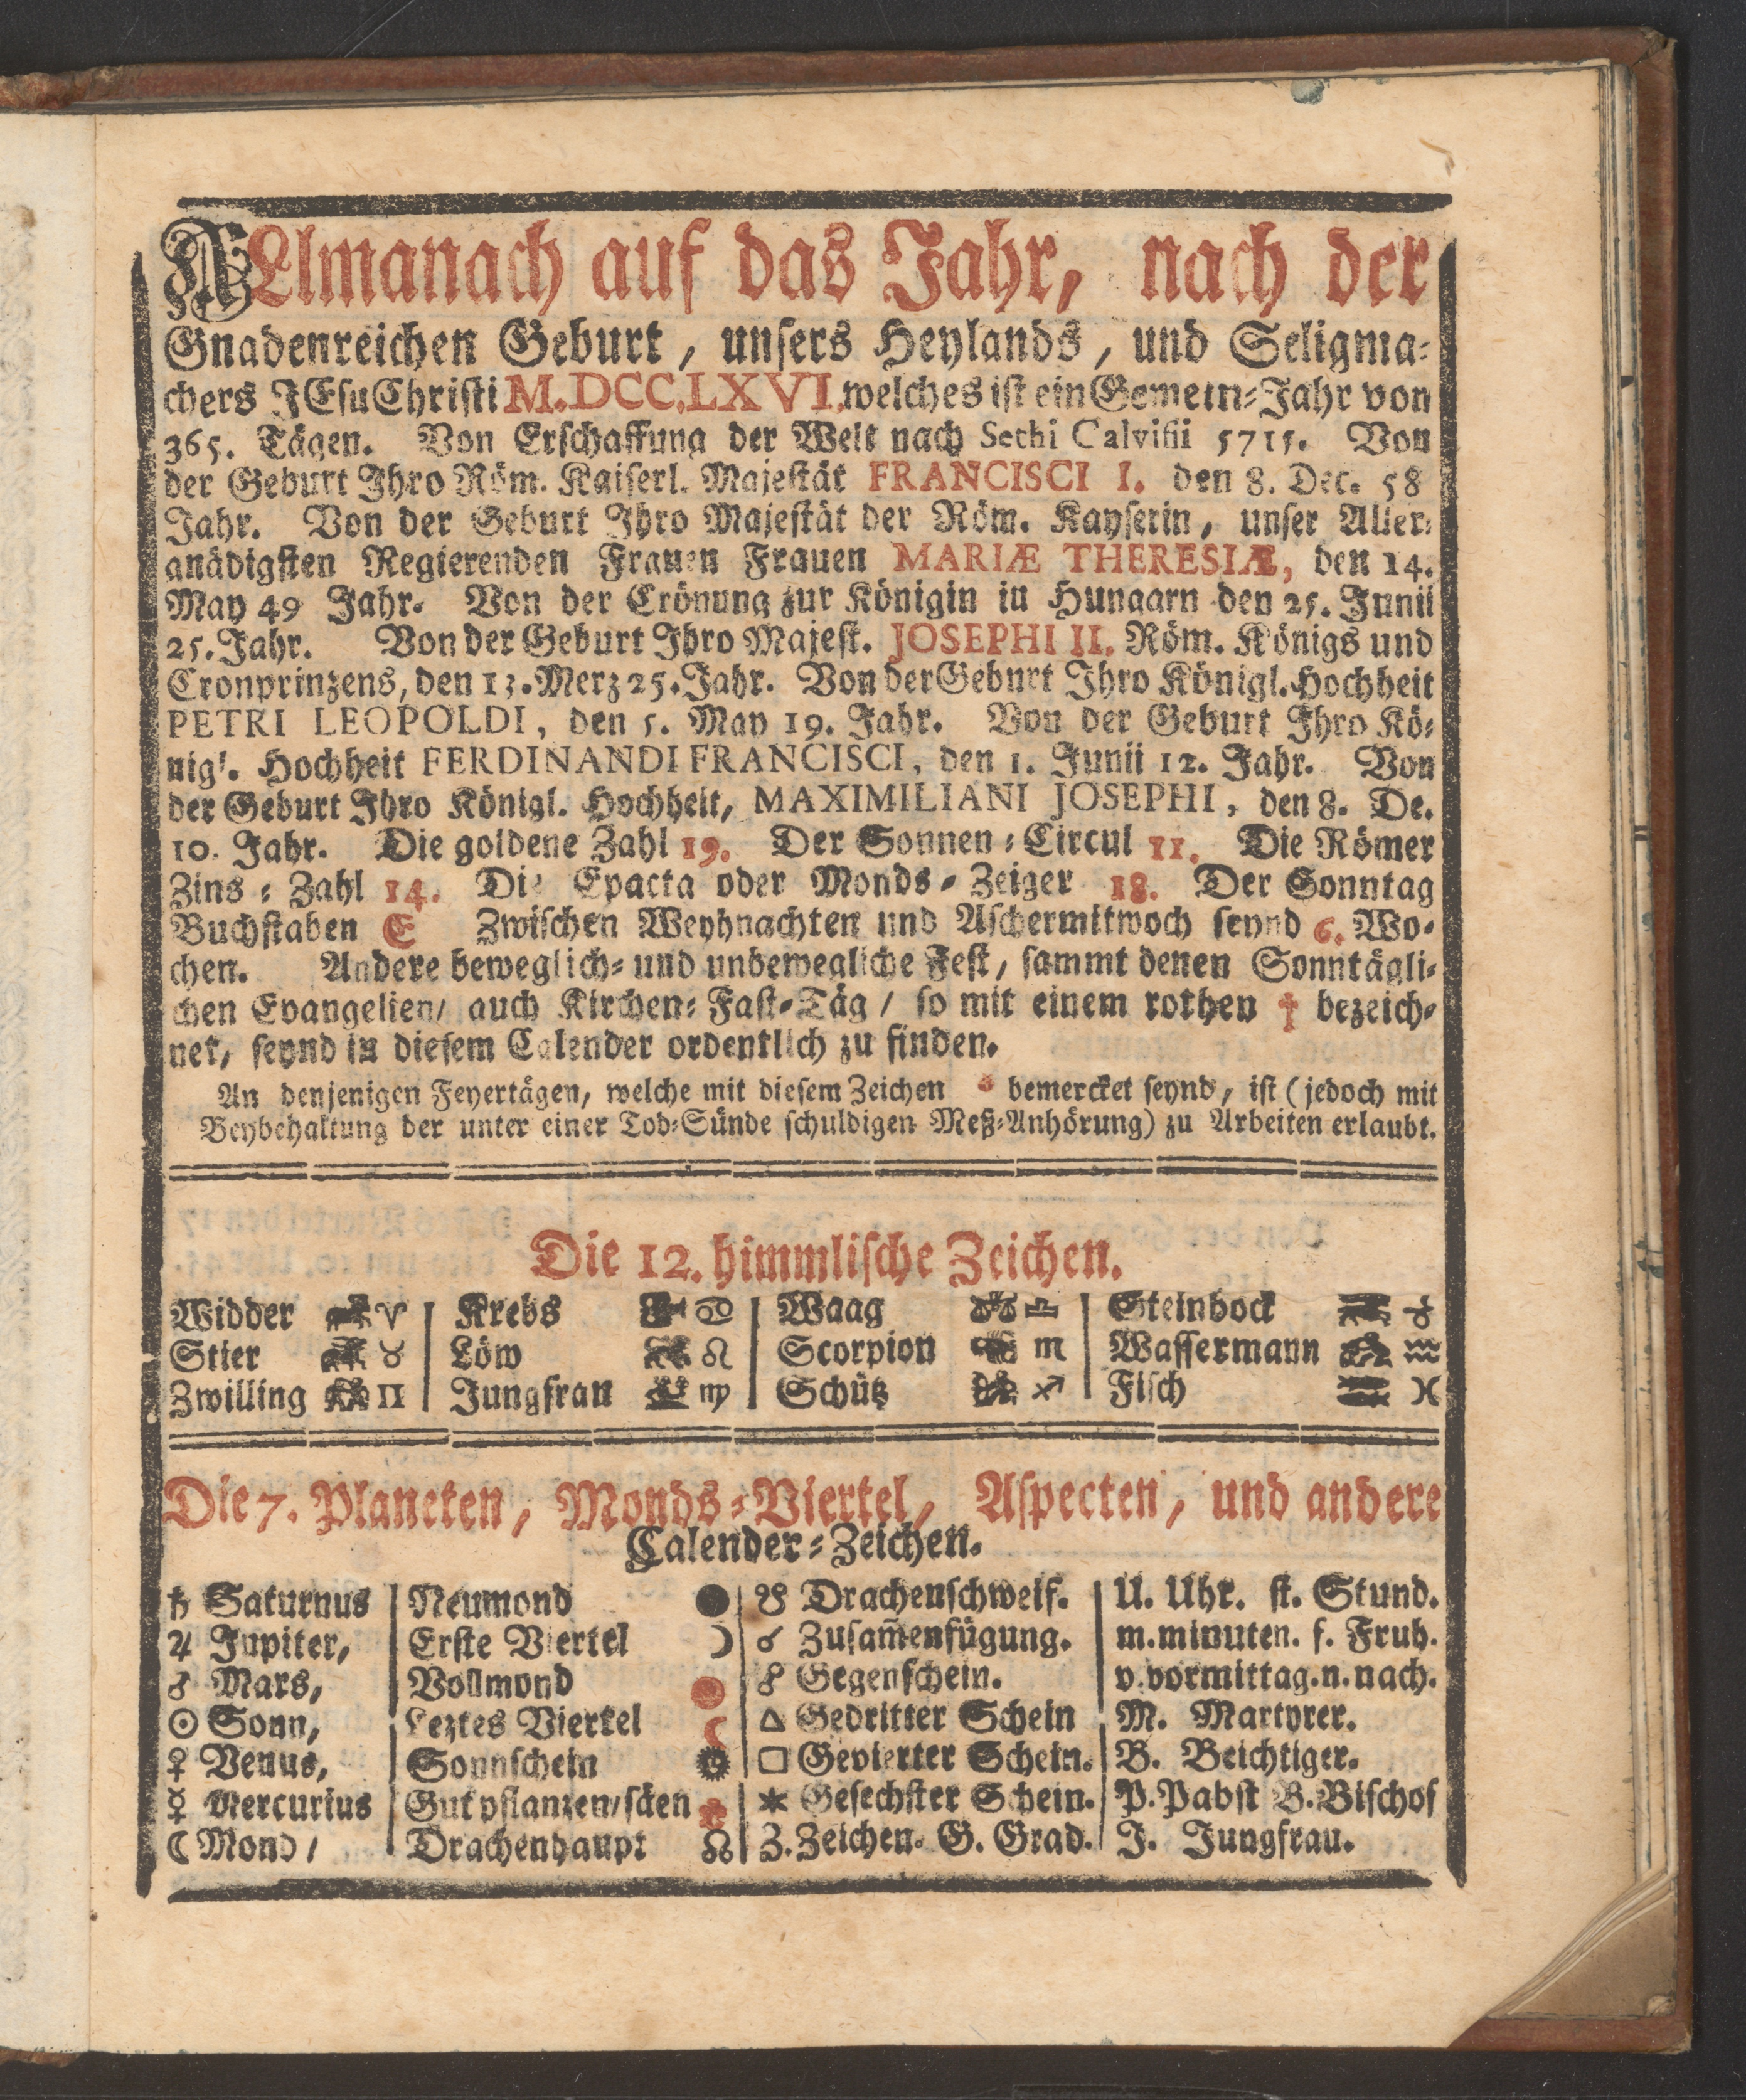 ALlmanach auf das Jahr, nach der
Gnadenreichen Geburt, unsers Heylands, und Seligma-
chers JEsu Christi M.DCC.LXVI. welches ist ein Gemein-Jahr von
365. Tägen. Von Erschaffung der Welt nach Sethi Calvisii 5715. Von
der Geburt Ihro Röm. Kaiserl. Majestät FRANCISCI I. den 8. Dec. 58
Jahr. Von der Geburt Ihro Majestät der Röm. Kayserin, unser Aller-
gnädigsten Regierenden Frauen Frauen MARIÆ THERESIÆ, den 14.
May 49 Jahr. Von der Crönung zur Königin in Hungarn den 25. Junii
25. Jahr. Von der Geburt Ihro Majest. JOSEPHI II. Röm. Königs und
Cronprinzens, den 13. Merz 25. Jahr. Von der Geburt Ihro Königl. Hochheit
PETRI LEOPOLDI, den 5. May 19. Jahr. Von der Geburt Ihro Kö-
nigl. Hochheit FERDINANDI FRANCISCI, den 1. Junii 12. Jahr. Von
der Geburt Ihro Königl. Hochheit, MAXIMILIANI JOSEPHI, den 8. De.
10. Jahr. Die goldene Zahl 19. Der Sonnen-Circul 11. Die Römer
Zins-Zahl 14. Die Epacta oder Monds-Zeiger 18. Der Sonntag
Buchstaben E Zwischen Weyhnachten und Aschermittwoch seynd 6. Wo-
chen. Andere beweglich- und unbewegliche Fest, sammt denen Sonntägli-
chen Evangelien/ auch Kirchen-Fast-Täg / so mit einem rothen † bezeich-
net, seynd in diesem Calender ordentlich zu finden.
An denjenigen Feyertägen, welche mit diesem Zeichen bemercket seynd, ist (jedoch mit
Beybehaltung der unter einer Tod-Sünde schuldigen Meß-Anhörung) zu Arbeiten erlaubt.
Die 12. himmlische Zeichen.
Widder ♈ | Krebs ♋ | Waag ♎ | Steinbock ♑
Stier ♉ | Löw ♌ | Scorpion ♏ | Wassermann ♒
Zwilling ♊ | Jungfrau ♍ | Schütz ♐ | Fisch ♓
Die 7. Planeten, Monds-Viertel, Aspecten, und andere
Calender-Zeichen.
♄ Saturnus | Neumond ● | ☋ Drachenschweif. | U. Uhr. st. Stund.
♃ Jupiter, | Erste Viertel ☽ | ☌ Zusam̄enfügung. | m. minuten. f. Fruh.
♂ Mars, | Vollmond ● | ☍ Gegenschein. | v. vormittag. n. nach.
☉ Sonn, | Leztes Viertel ☾ | △ Gedritter Schein | M. Martyrer.
♀ Venus, | Sonnschein | □ Gevierter Schein. | B. Beichtiger.
☿ Mercurius | Gut pflanzen/ säen | ✶ Gesechster Schein. | P. Pabst B. Bischof
☾ Mond / | Drachenhaupt ☊ | Z. Zeichen. G. Grad. | J. Jungfrau.